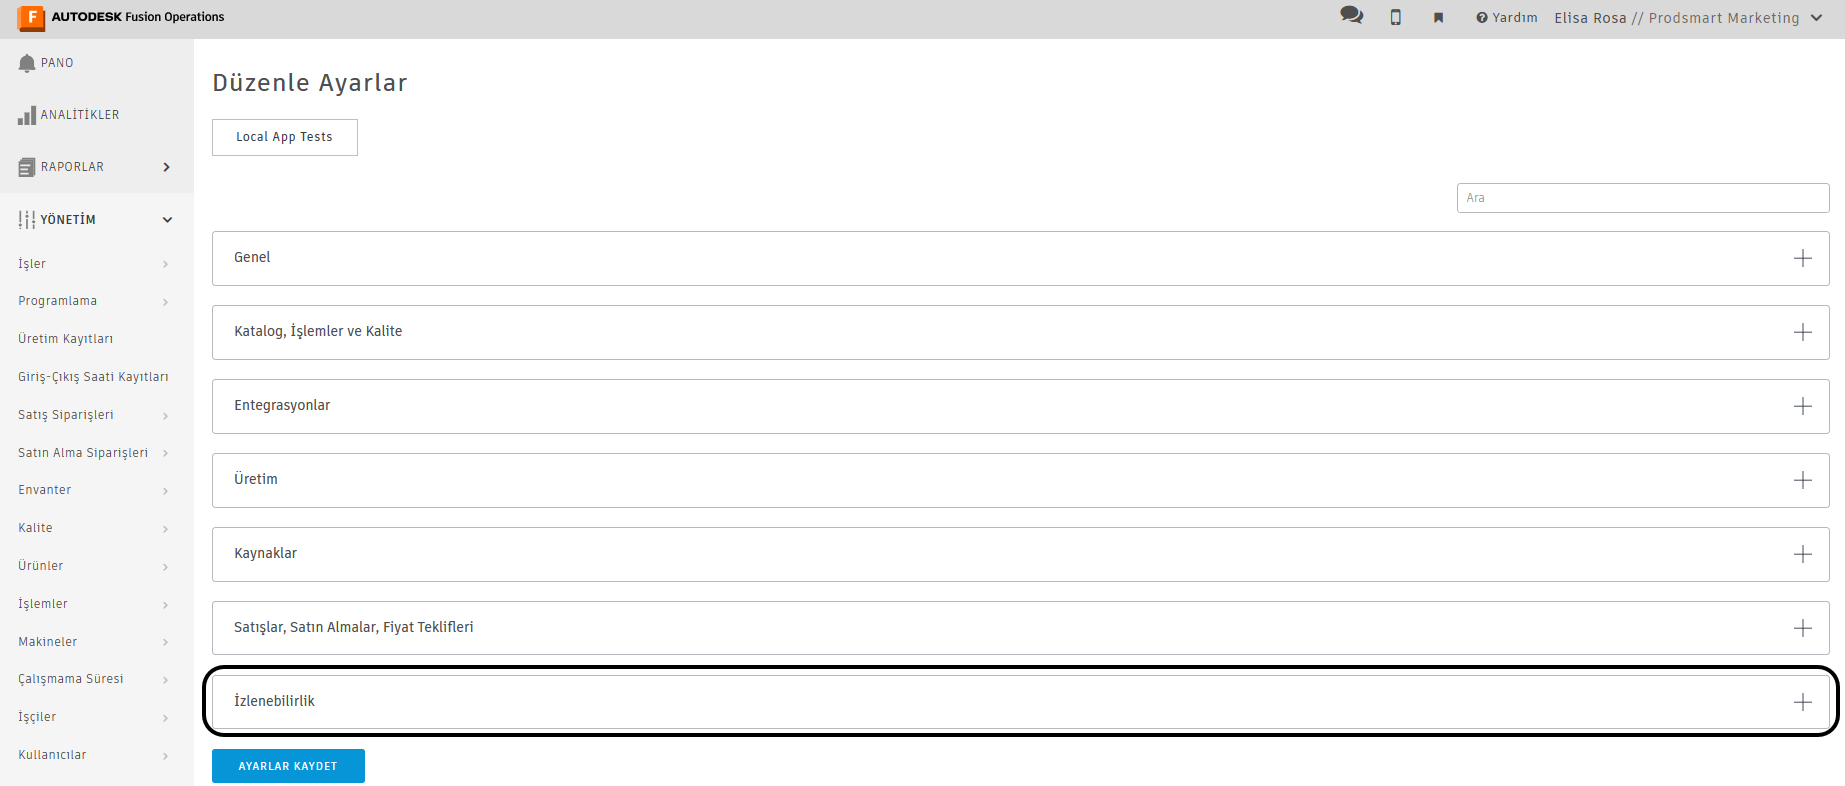 F AUTODESK Fusion Operations
Yardım
Elisa Rosa // Prodsmart Marketing
PANO
ANALİTİKLER
RAPORLAR
YÖNETİM
İşler
Programlama
Üretim Kayıtları
Giriş-Çıkış Saati Kayıtları
Satış Siparişleri
Satın Alma Siparişleri
Envanter
Kalite
Ürünler
İşlemler
Makineler
Çalışmama Süresi
İşçiler
Kullanıcılar
Düzenle Ayarlar
Local App Tests
Ara
Genel
Katalog, İşlemler ve Kalite
Entegrasyonlar
Üretim
Kaynaklar
Satışlar, Satın Almalar, Fiyat Teklifleri
İzlenebilirlik
AYARLAR KAYDET